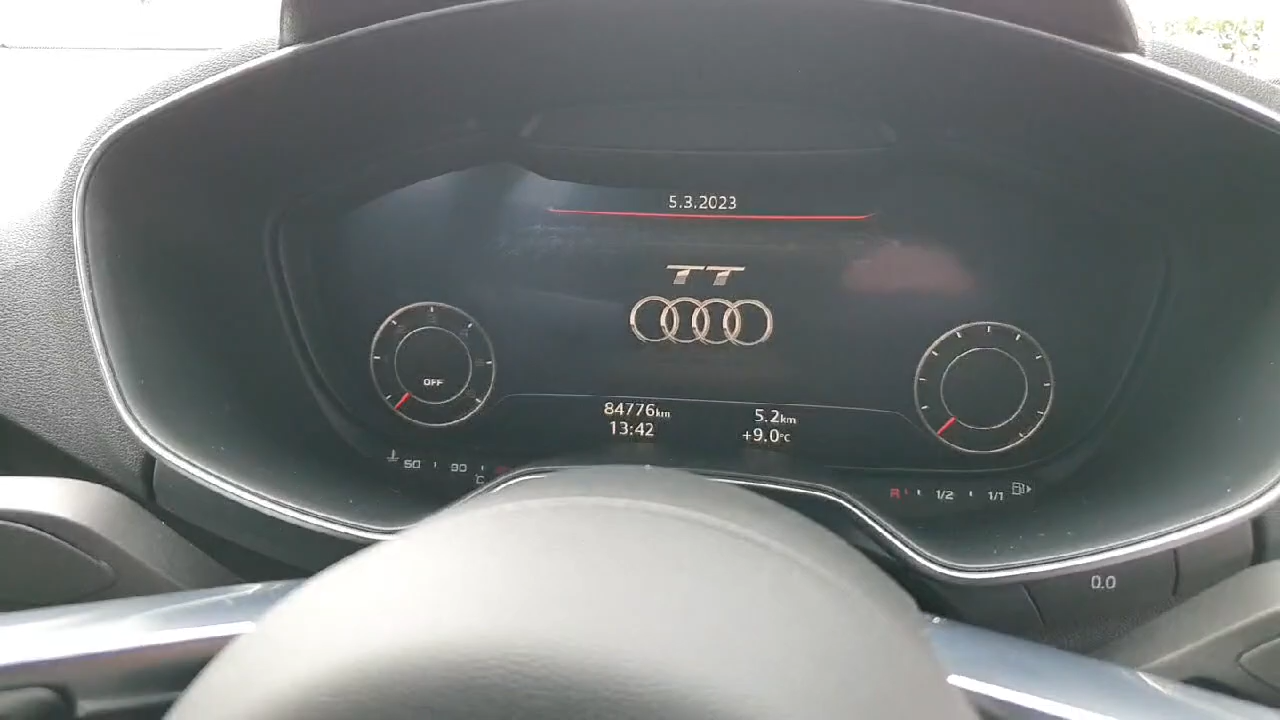 5.3.2023
TT
OFF
84776km 5.2km
13:42 +9.0°C
50 90
°C
R 1/2 1/1
0.0